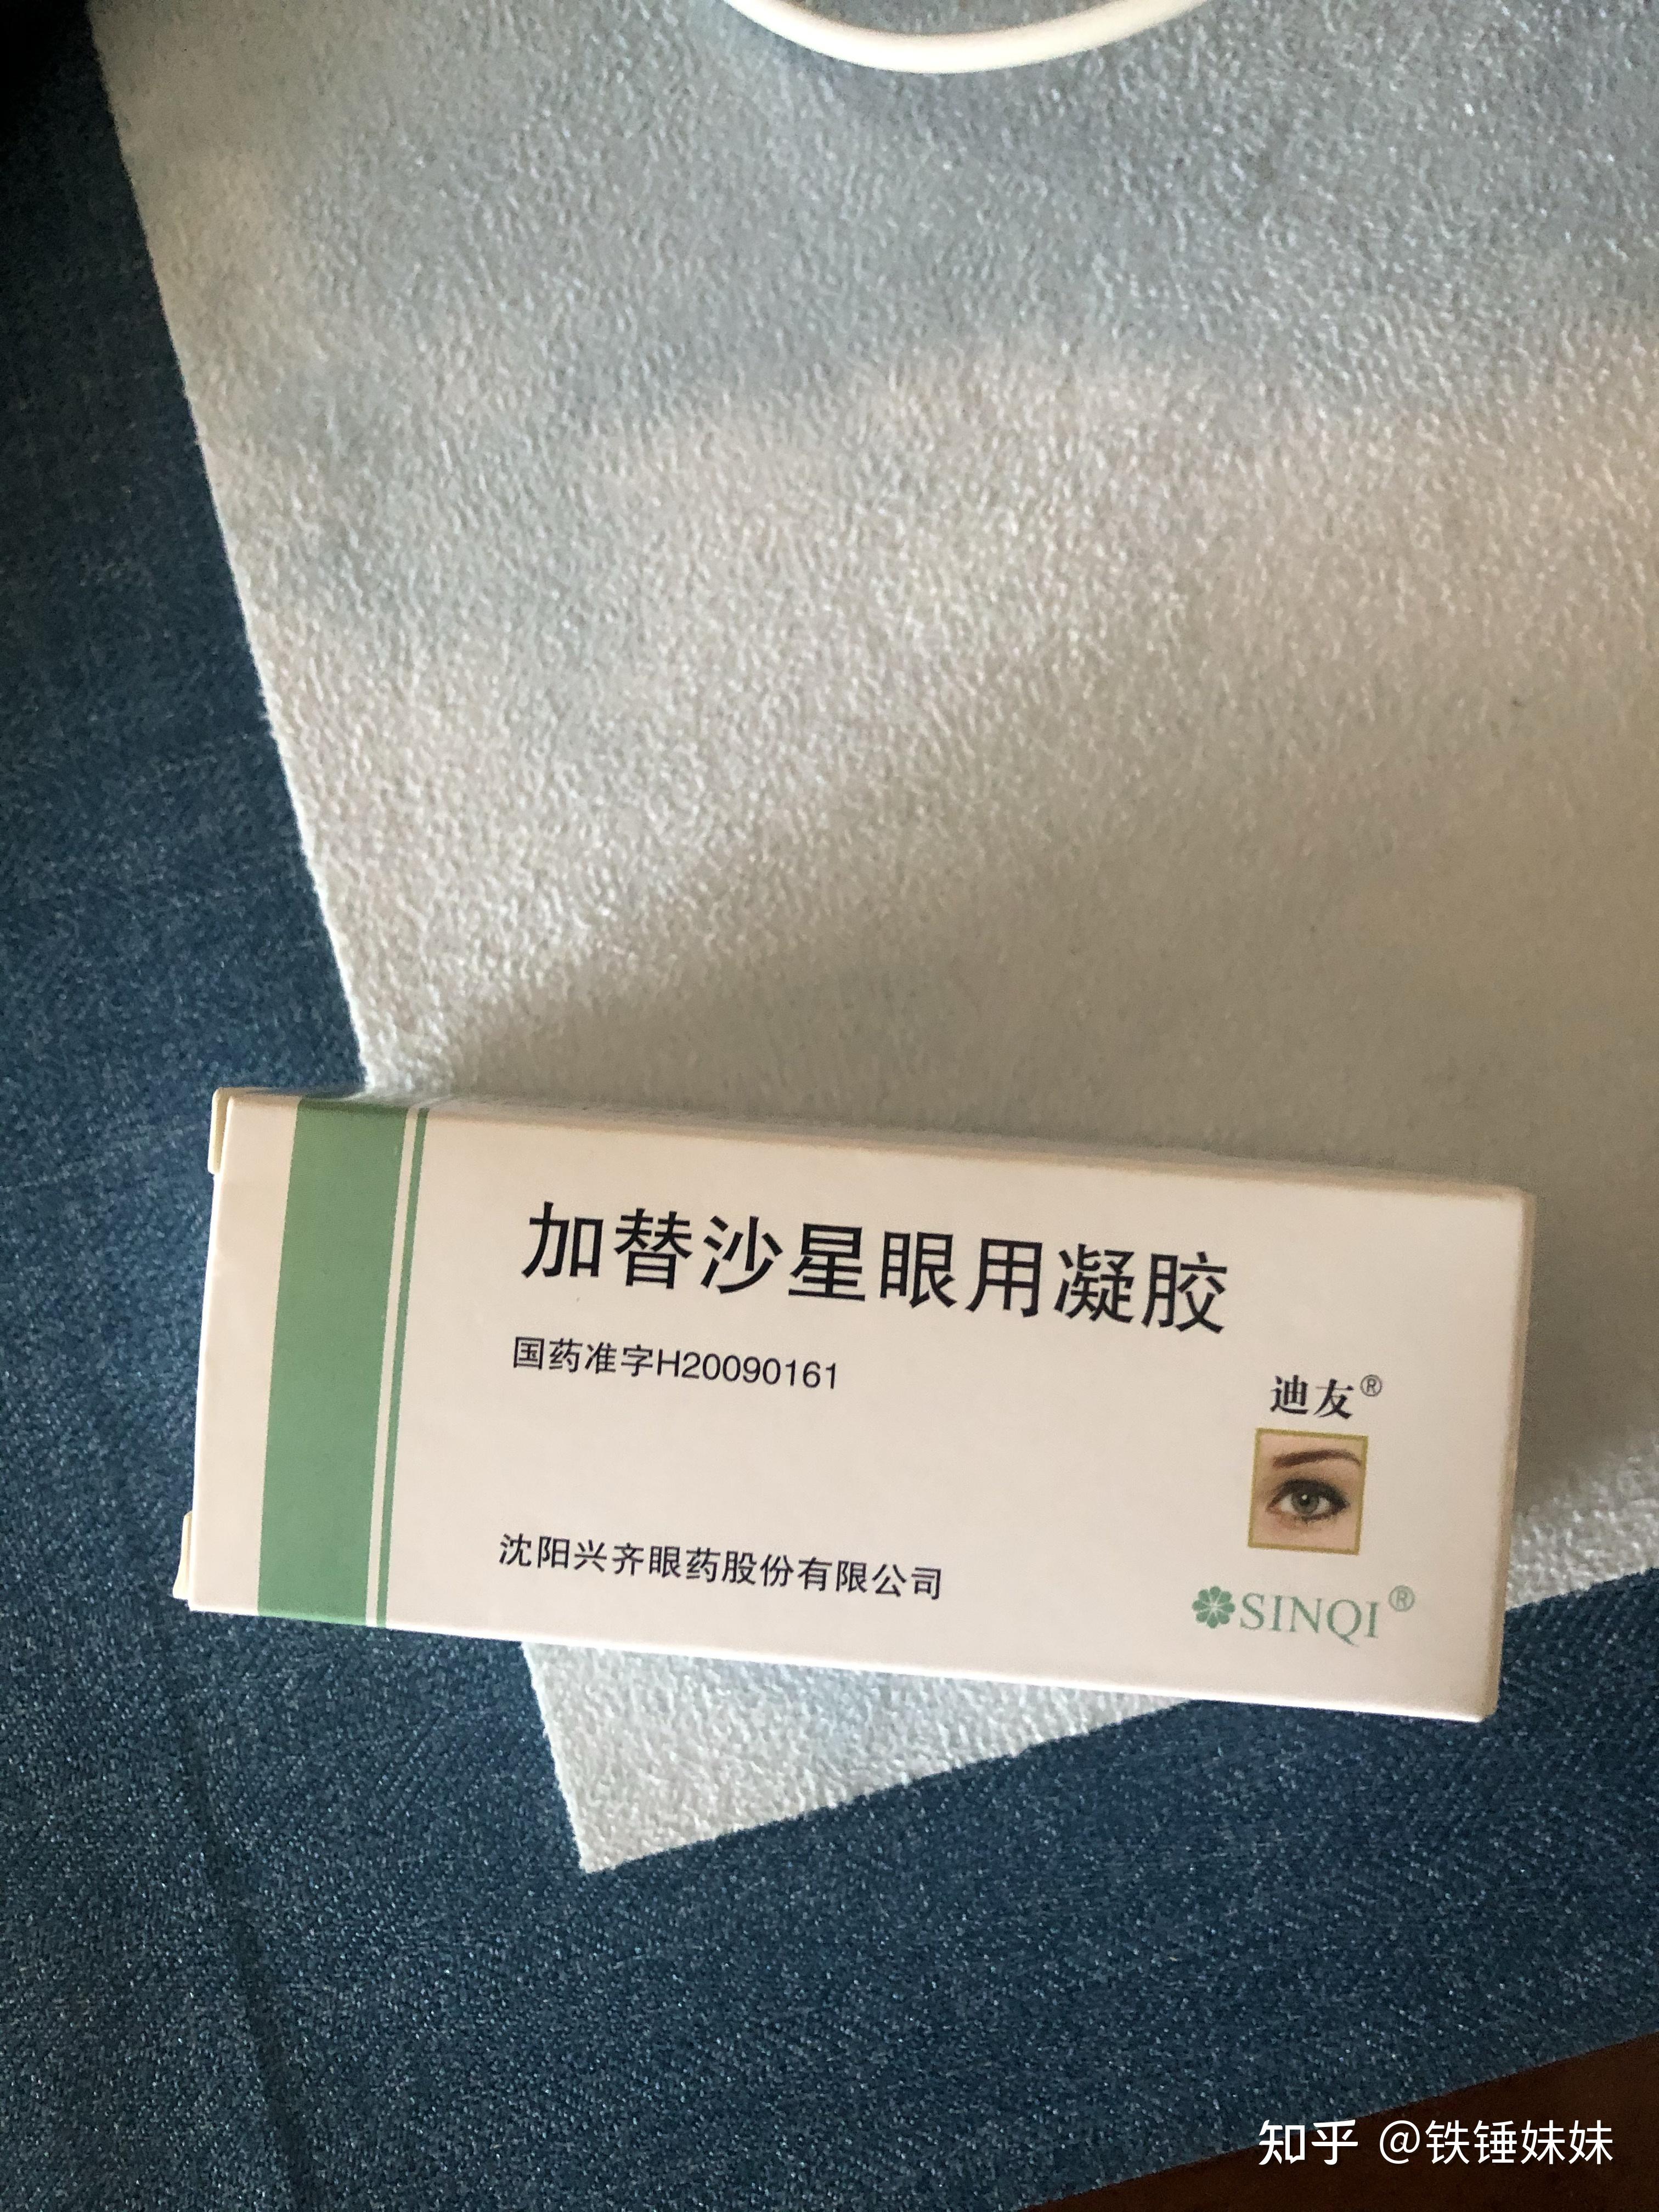 加替沙星眼用凝胶
国药准字H20090161
迪友®
沈阳兴齐眼药股份有限公司
SINQI®
知乎 @铁锤妹妹